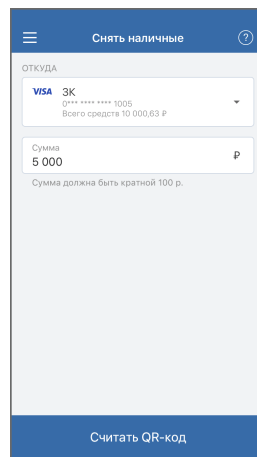 Снять наличные
?
ОТКУДА
VISA ЗК
0*** **** **** 1005
Всего средств 10 000,63 ₽
Сумма
5 000 ₽
Сумма должна быть кратной 100 р.
Считать QR-код